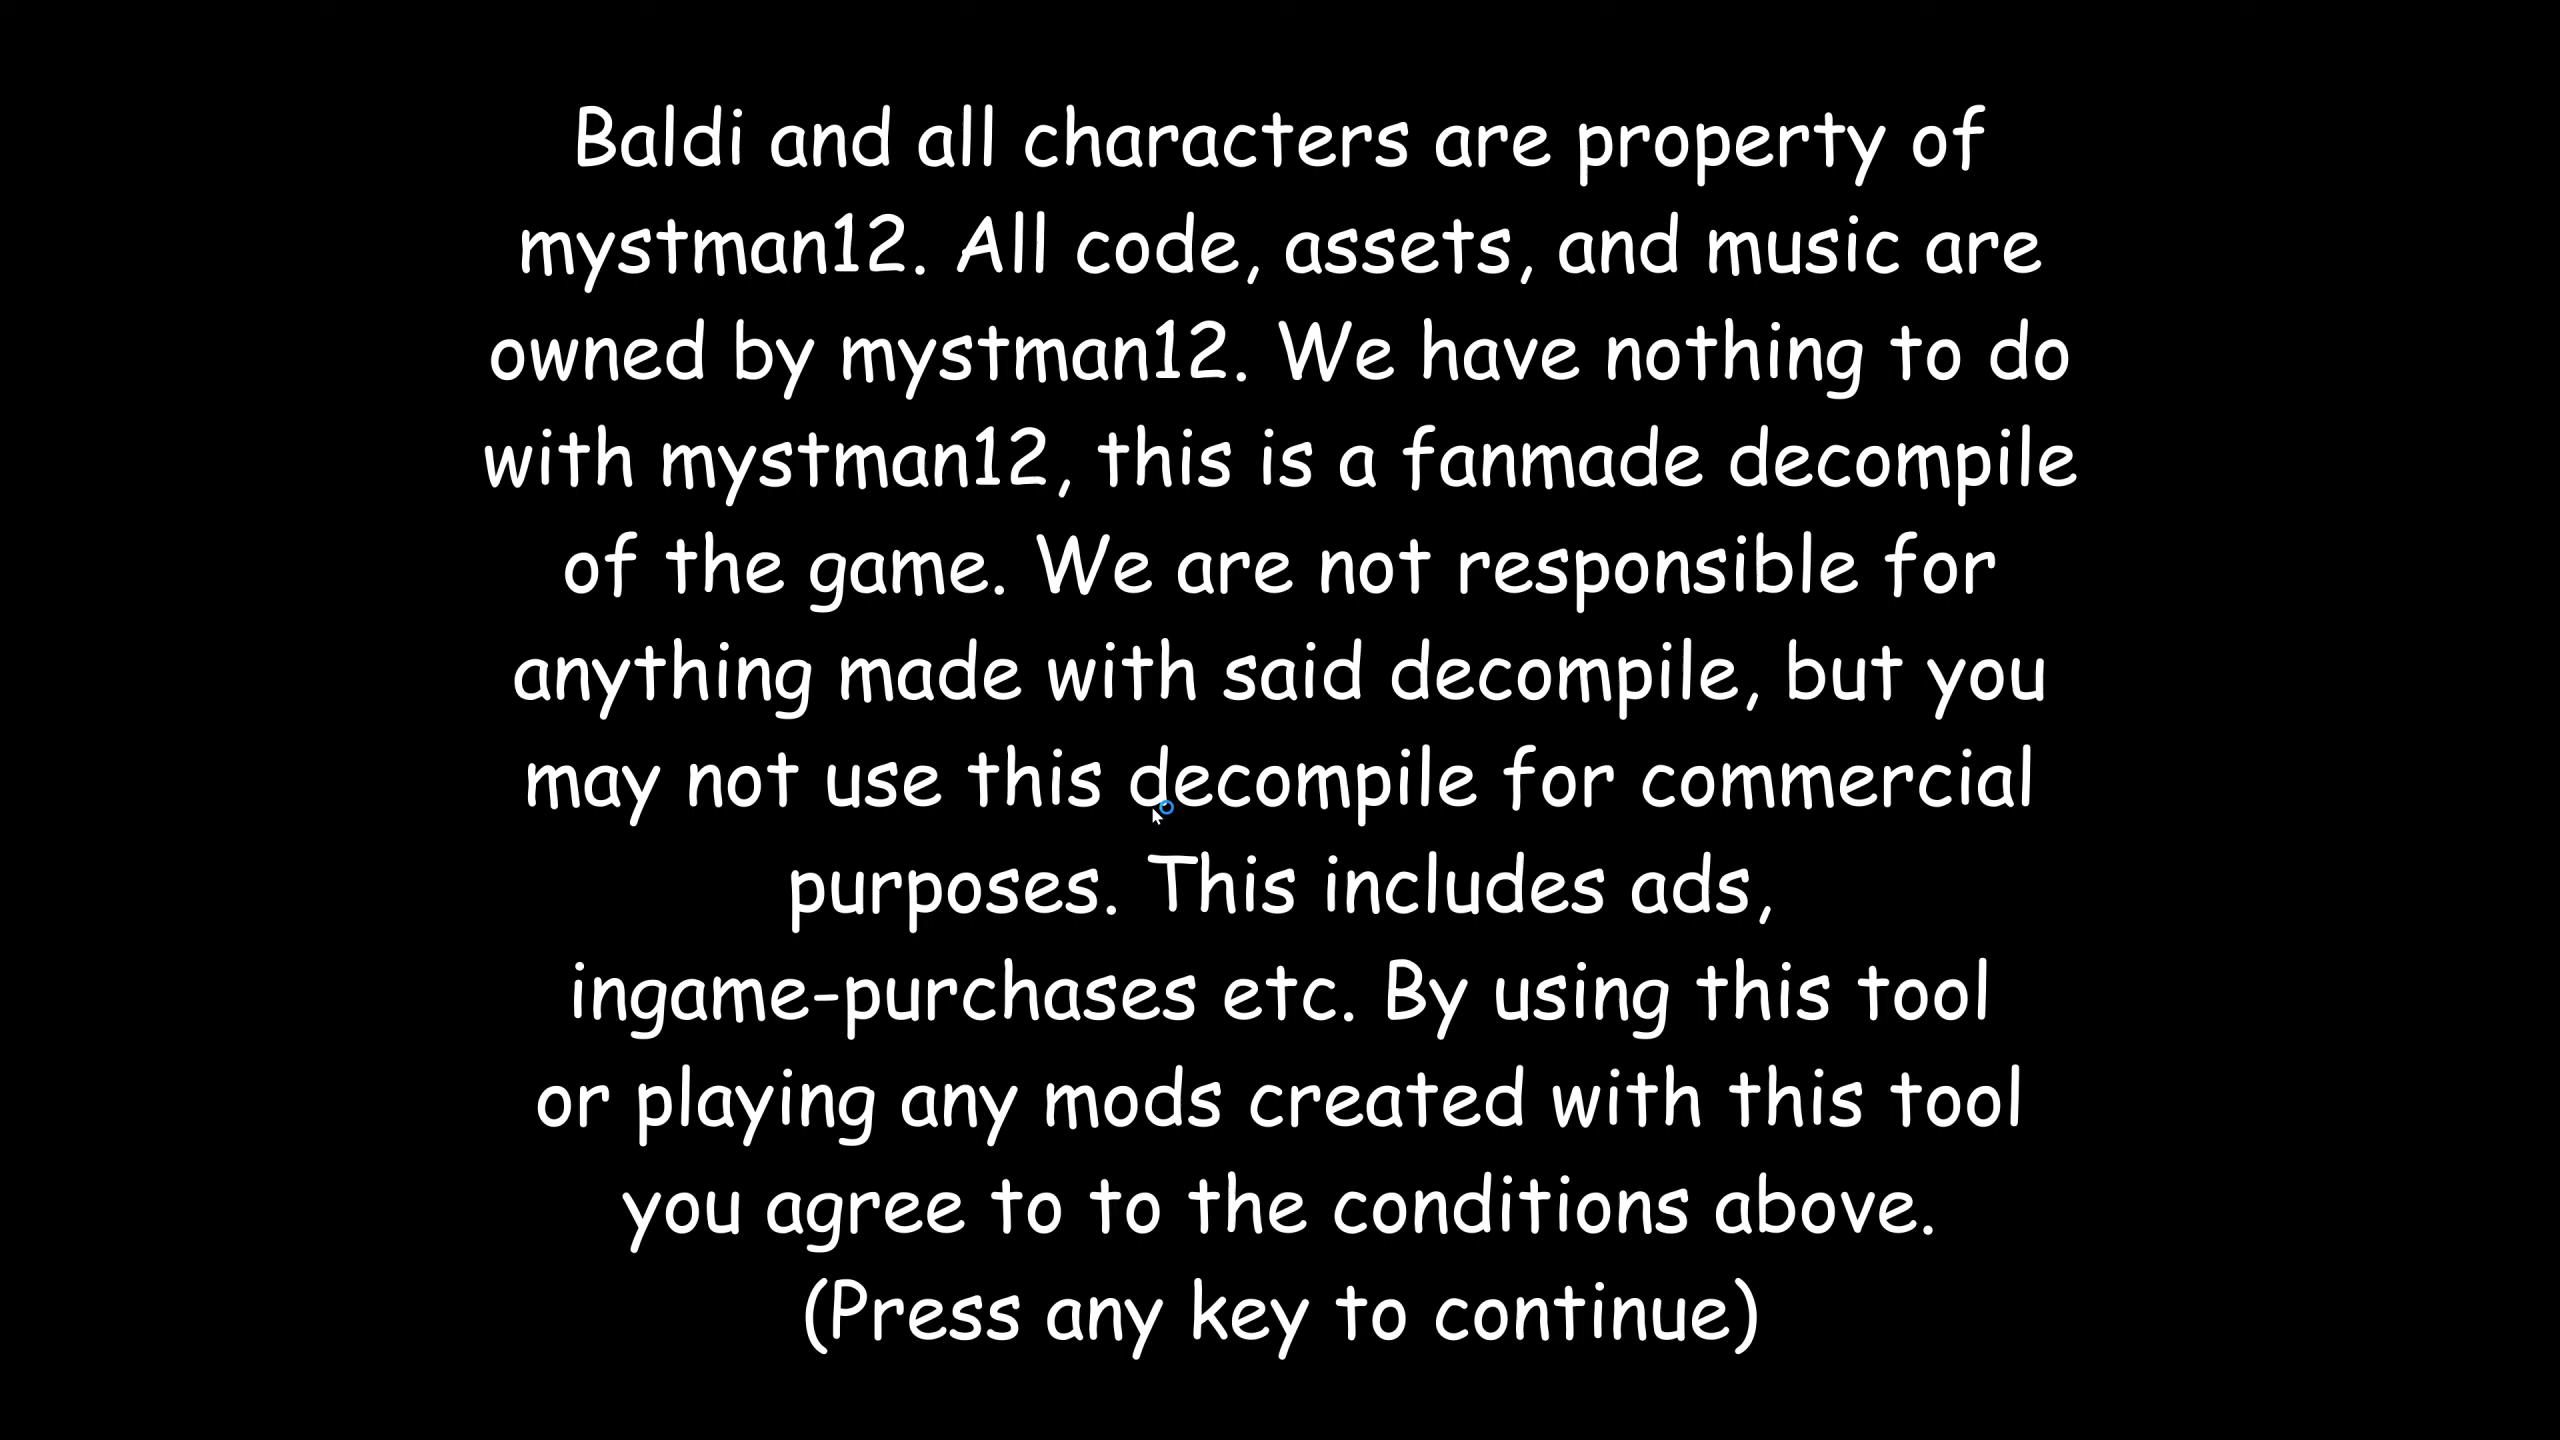 Baldi and all characters are property of
mystman12. All code, assets, and music are
owned by mystman12. We have nothing to do
with mystman12, this is a fanmade decompile
of the game. We are not responsible for
anything made with said decompile, but you
may not use this decompile for commercial
purposes. This includes ads,
ingame-purchases etc. By using this tool
or playing any mods created with this tool
you agree to to the conditions above.
(Press any key to continue)